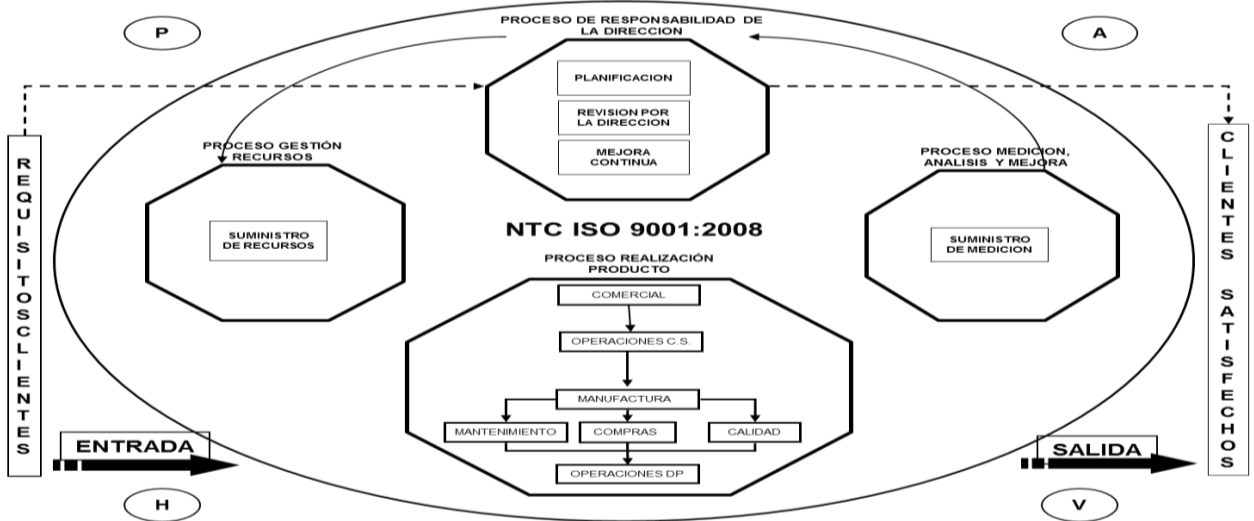 P
PROCESO DE RESPONSABILIDAD DE
LA DIRECCION
A
PLANIFICACION
REVISION POR
LA DIRECCION
MEJORA
CONTINUA
PROCESO GESTIÓN
RECURSOS
SUMINISTRO
DE RECURSOS
PROCESO MEDICION,
ANALISIS Y MEJORA
SUMINISTRO
DE MEDICION
REQUISITOSCLIENTES
CLIENTES SATISFECHOS
NTC ISO 9001:2008
PROCESO REALIZACIÓN
PRODUCTO
COMERCIAL
OPERACIONES C.S.
MANUFACTURA
MANTENIMIENTO
COMPRAS
CALIDAD
OPERACIONES DP
ENTRADA
SALIDA
H
V